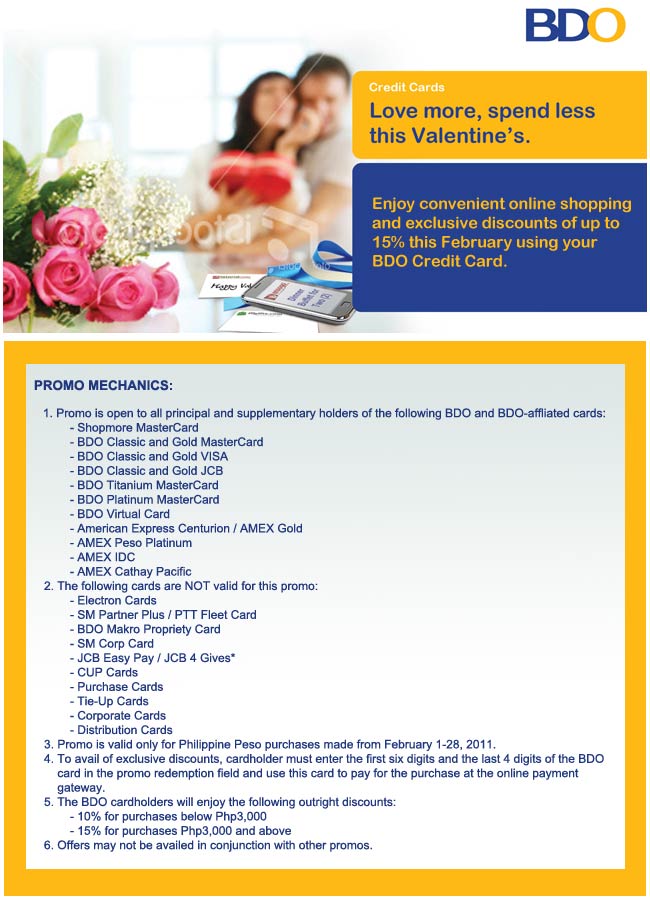 BDO
Credit Cards
Love more, spend less
this Valentine's.
Enjoy convenient online shopping
and exclusive discounts of up to
15% this February using your
BDO Credit Card.
iStockphoto
Happy Val
Dinner
Buffet for
Two (2)
PROMO MECHANICS:
1. Promo is open to all principal and supplementary holders of the following BDO and BDO-affliated cards:
- Shopmore MasterCard
- BDO Classic and Gold MasterCard
- BDO Classic and Gold VISA
- BDO Classic and Gold JCB
- BDO Titanium MasterCard
- BDO Platinum MasterCard
- BDO Virtual Card
- American Express Centurion / AMEX Gold
- AMEX Peso Platinum
- AMEX IDC
- AMEX Cathay Pacific
2. The following cards are NOT valid for this promo:
- Electron Cards
- SM Partner Plus / PTT Fleet Card
- BDO Makro Propriety Card
- SM Corp Card
- JCB Easy Pay / JCB 4 Gives*
- CUP Cards
- Purchase Cards
- Tie-Up Cards
- Corporate Cards
- Distribution Cards
3. Promo is valid only for Philippine Peso purchases made from February 1-28, 2011.
4. To avail of exclusive discounts, cardholder must enter the first six digits and the last 4 digits of the BDO
card in the promo redemption field and use this card to pay for the purchase at the online payment
gateway.
5. The BDO cardholders will enjoy the following outright discounts:
- 10% for purchases below Php3,000
- 15% for purchases Php3,000 and above
6. Offers may not be availed in conjunction with other promos.